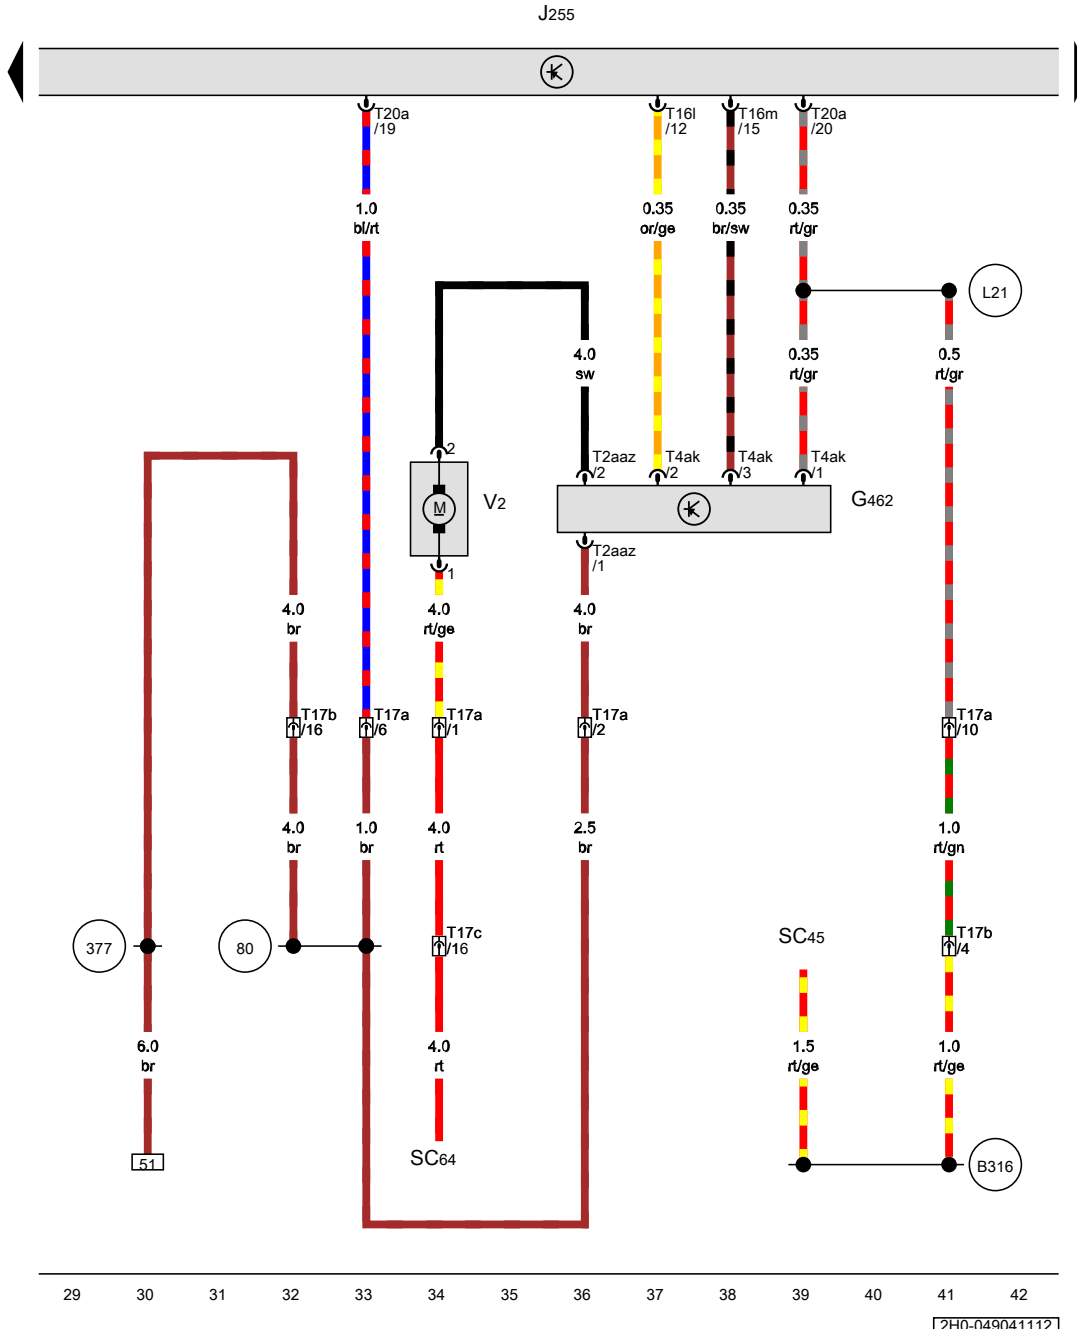 J255
T20a
/19
T16l
/12
T16m
/15
T20a
/20
1.0
bl/rt
0.35
or/ge
0.35
br/sw
0.35
rt/gr
L21
4.0
sw
0.35
rt/gr
0.5
rt/gr
2
T2aaz
/2
T4ak
/2
T4ak
/3
T4ak
/1
M
V2
G462
T2aaz
/1
1
4.0
br
4.0
rt/ge
4.0
br
T17b
/16
T17a
/6
T17a
/1
T17a
/2
T17a
/10
4.0
br
1.0
br
4.0
rt
2.5
br
1.0
rt/gn
377
80
T17c
/16
SC45
T17b
/4
6.0
br
4.0
rt
1.5
rt/ge
1.0
rt/ge
51
SC64
B316
29 30 31 32 33 34 35 36 37 38 39 40 41 42
2H0-049041112